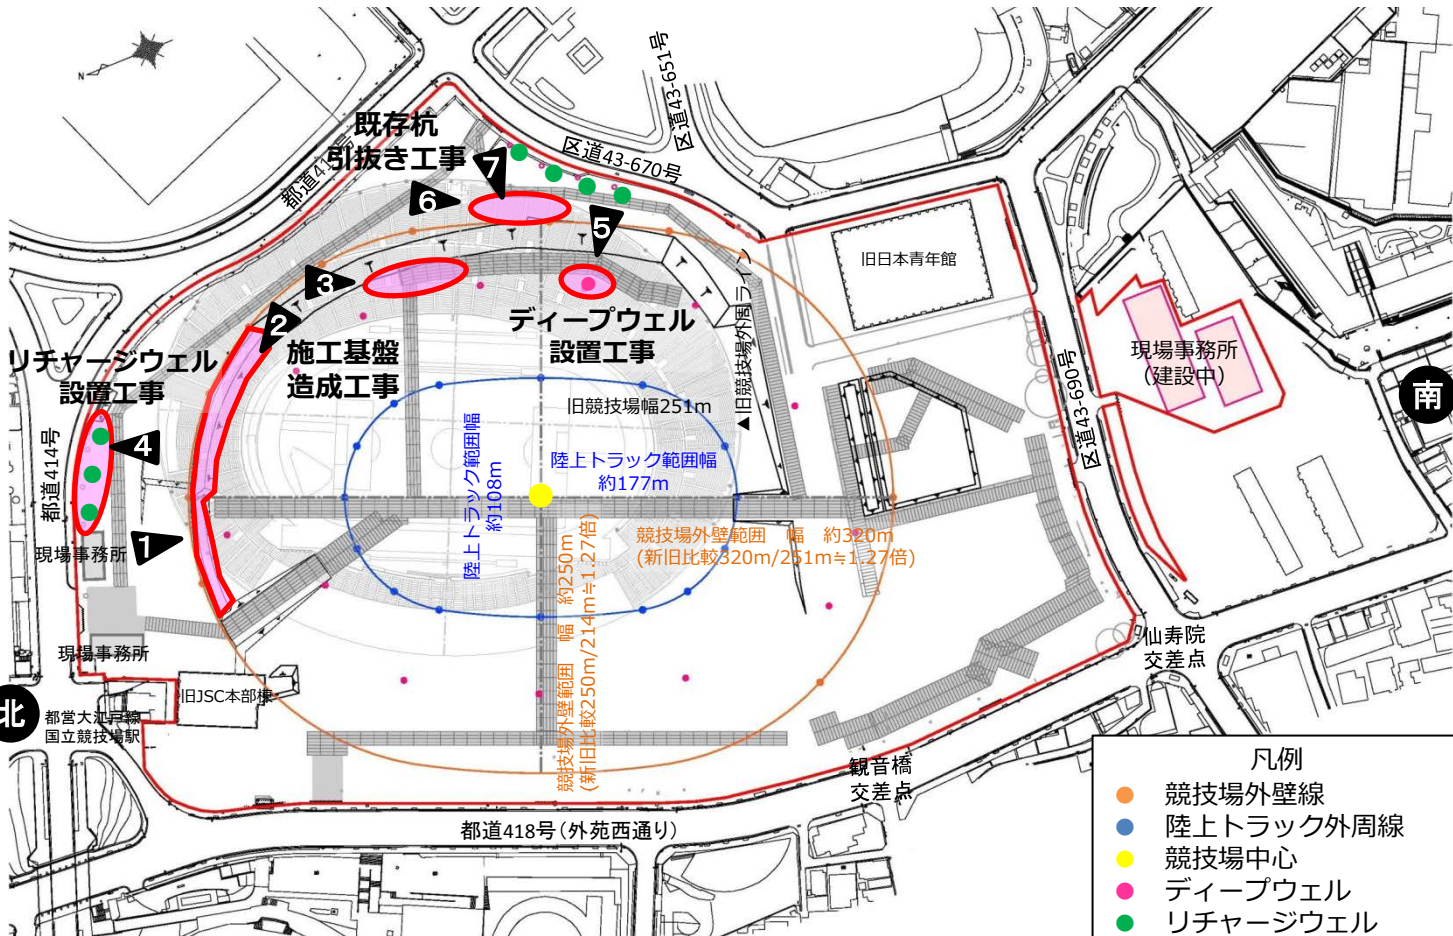 N
区道43-651号
区道43-670号
都道41
号
既存杭
引抜き工事
7
6
5
3
2
4
1
ディープウェル
設置工事
施工基盤
造成工事
リチャージウェル
設置工事
旧日本青年館
▲旧競技場外周ライン
旧競技場幅251m
陸上トラック範囲幅
約177m
陸上トラック範囲幅
約108m
競技場外壁範囲 幅 約320m
(新旧比較320m/251m≒1.27倍)
競技場外壁範囲 幅 約250m
(新旧比較250m/214m≒1.27倍)
現場事務所
(建設中)
南
区道43-690号
都道414号
現場事務所
現場事務所
旧JSC本部棟
北
都営大江戸線
国立競技場駅
仙寿院
交差点
観音橋
交差点
都道418号(外苑西通り)
凡例
競技場外壁線
陸上トラック外周線
競技場中心
ディープウェル
リチャージウェル